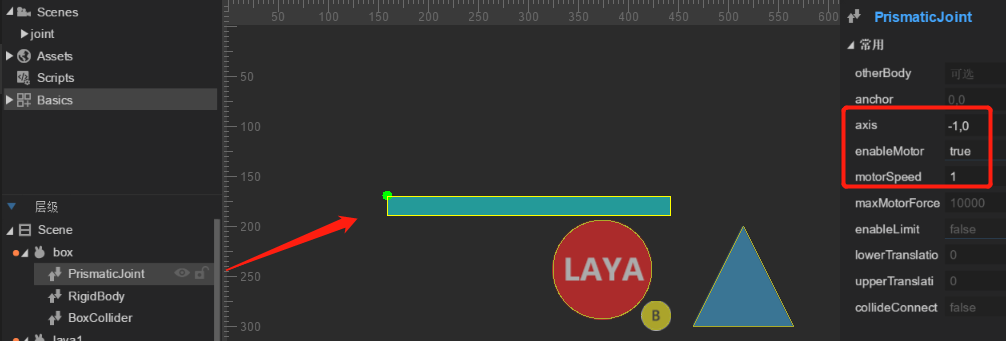 Scenes
joint
Assets
Scripts
Basics
层级
Scene
box
PrismaticJoint
RigidBody
BoxCollider
50 100 150 200 250 300 350 400 450 500 550 600
50
100
150
200
250
300
LAYA
B
PrismaticJoint
常用
otherBody 可选
anchor 0,0
axis -1,0
enableMotor true
motorSpeed 1
maxMotorForce 10000
enableLimit false
lowerTranslatio 0
upperTranslati 0
collideConnect false